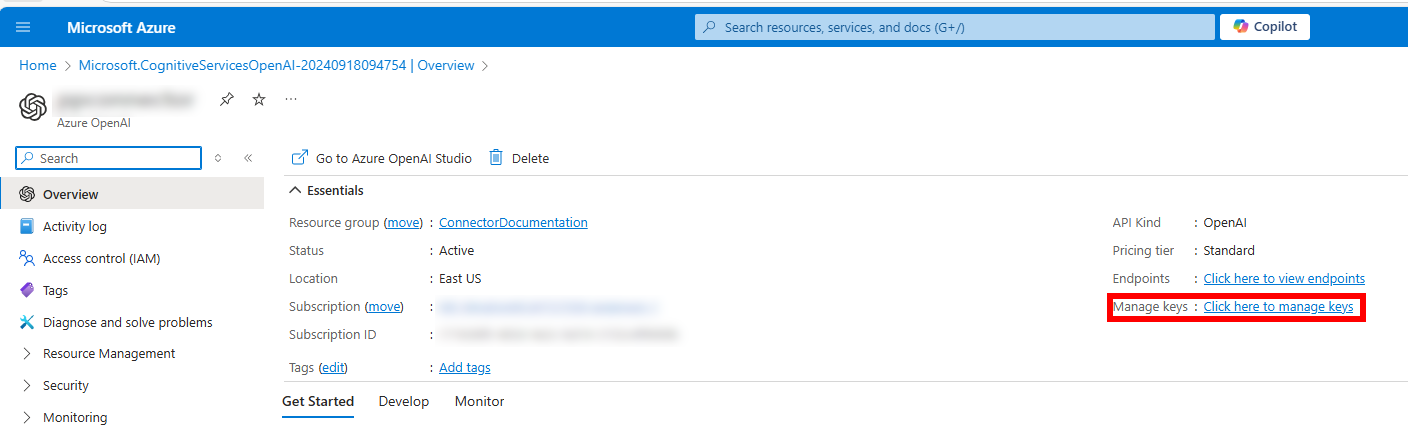 Microsoft Azure
Search resources, services, and docs (G+/)
Copilot
Home > Microsoft.CognitiveServicesOpenAI-20240918094754 | Overview >
Azure OpenAI
Search
Go to Azure OpenAI Studio
Delete
Overview
Activity log
Access control (IAM)
Tags
Diagnose and solve problems
Resource Management
Security
Monitoring
Essentials
Resource group (move) : ConnectorDocumentation
Status : Active
Location : East US
Subscription (move) :
Subscription ID :
Tags (edit) : Add tags
API Kind : OpenAI
Pricing tier : Standard
Endpoints : Click here to view endpoints
Manage keys : Click here to manage keys
Get Started
Develop
Monitor